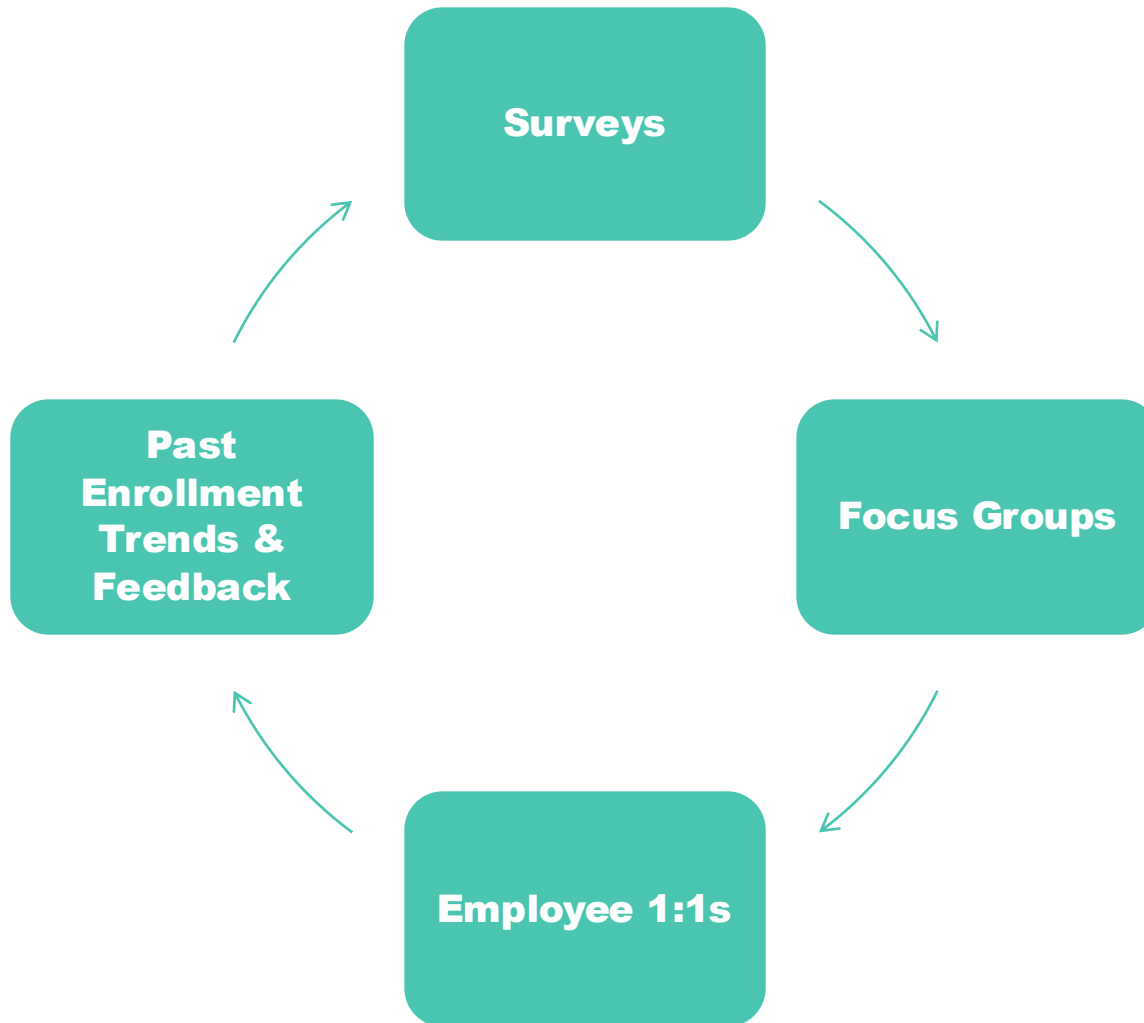 Surveys
Focus Groups
Employee 1:1s
Past
Enrollment
Trends &
Feedback